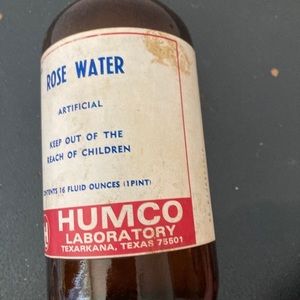 ROSE WATER
ARTIFICIAL
KEEP OUT OF THE
REACH OF CHILDREN
CONTENTS 16 FLUID OUNCES (1 PINT)
HUMCO
LABORATORY
TEXARKANA, TEXAS 75501